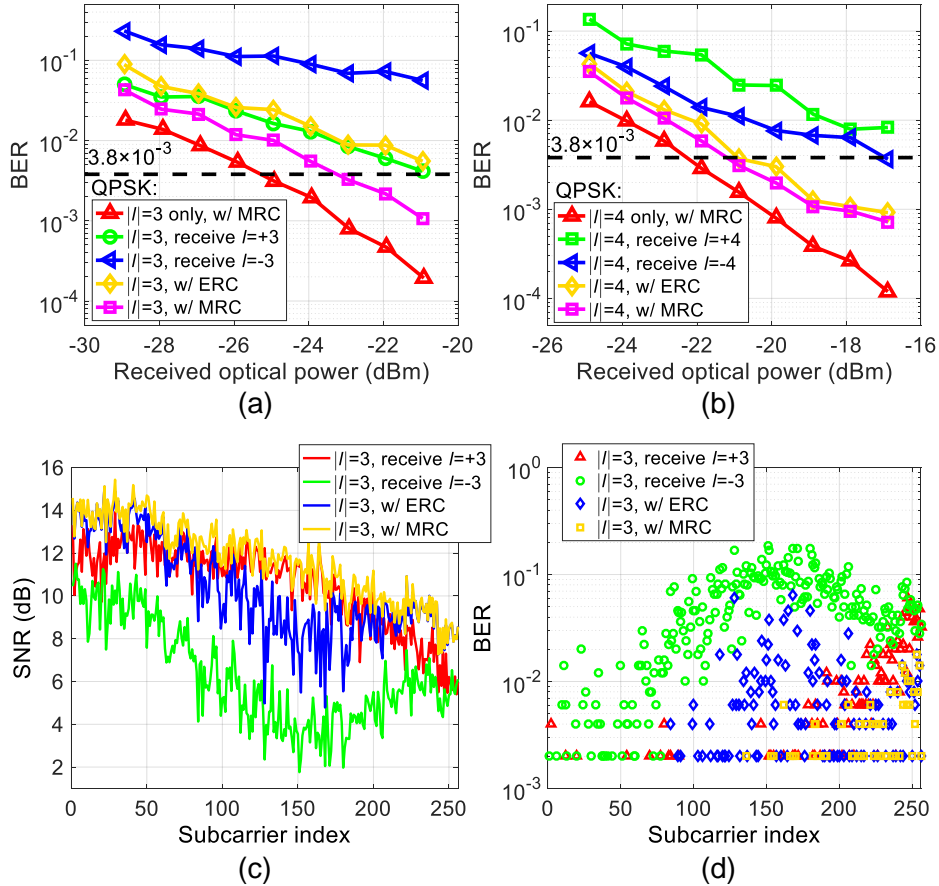 10⁻¹
10⁻²
10⁻³
10⁻⁴
BER
3.8×10⁻³
QPSK:
|l|=3 only, w/ MRC
|l|=3, receive l=+3
|l|=3, receive l=-3
|l|=3, w/ ERC
|l|=3, w/ MRC
-30 -28 -26 -24 -22 -20
Received optical power (dBm)
(a)
10⁻¹
10⁻²
10⁻³
10⁻⁴
BER
3.8×10⁻³
QPSK:
|l|=4 only, w/ MRC
|l|=4, receive l=+4
|l|=4, receive l=-4
|l|=4, w/ ERC
|l|=4, w/ MRC
-26 -24 -22 -20 -18 -16
Received optical power (dBm)
(b)
16
14
12
10
8
6
4
2
SNR (dB)
|l|=3, receive l=+3
|l|=3, receive l=-3
|l|=3, w/ ERC
|l|=3, w/ MRC
0 50 100 150 200 250
Subcarrier index
(c)
10⁰
10⁻¹
10⁻²
10⁻³
BER
|l|=3, receive l=+3
|l|=3, receive l=-3
|l|=3, w/ ERC
|l|=3, w/ MRC
0 50 100 150 200 250
Subcarrier index
(d)